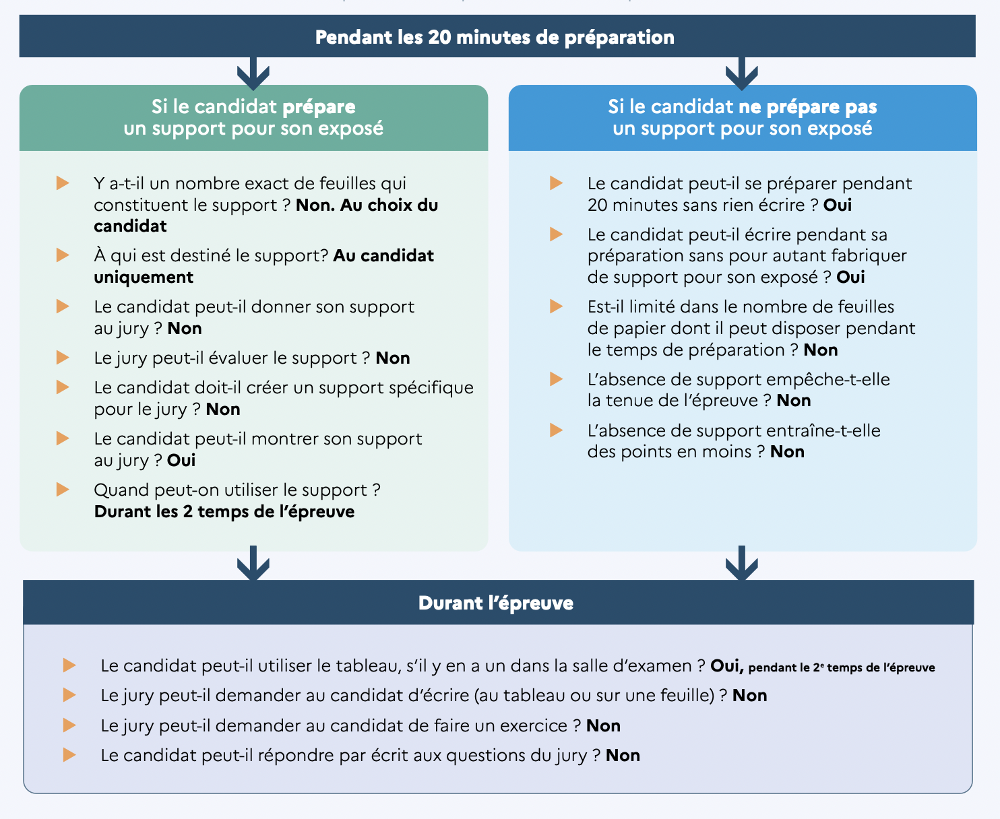 Pendant les 20 minutes de préparation
Si le candidat prépare
un support pour son exposé
Y a-t-il un nombre exact de feuilles qui
constituent le support ? Non. Au choix du
candidat
À qui est destiné le support? Au candidat
uniquement
Le candidat peut-il donner son support
au jury ? Non
Le jury peut-il évaluer le support ? Non
Le candidat doit-il créer un support spécifique
pour le jury ? Non
Le candidat peut-il montrer son support
au jury ? Oui
Quand peut-on utiliser le support ?
Durant les 2 temps de l’épreuve
Si le candidat ne prépare pas
un support pour son exposé
Le candidat peut-il se préparer pendant
20 minutes sans rien écrire ? Oui
Le candidat peut-il écrire pendant sa
préparation sans pour autant fabriquer
de support pour son exposé ? Oui
Est-il limité dans le nombre de feuilles
de papier dont il peut disposer pendant
le temps de préparation ? Non
L’absence de support empêche-t-elle
la tenue de l’épreuve ? Non
L’absence de support entraîne-t-elle
des points en moins ? Non
Durant l’épreuve
Le candidat peut-il utiliser le tableau, s’il y en a un dans la salle d’examen ? Oui, pendant le 2ᵉ temps de l’épreuve
Le jury peut-il demander au candidat d’écrire (au tableau ou sur une feuille) ? Non
Le jury peut-il demander au candidat de faire un exercice ? Non
Le candidat peut-il répondre par écrit aux questions du jury ? Non